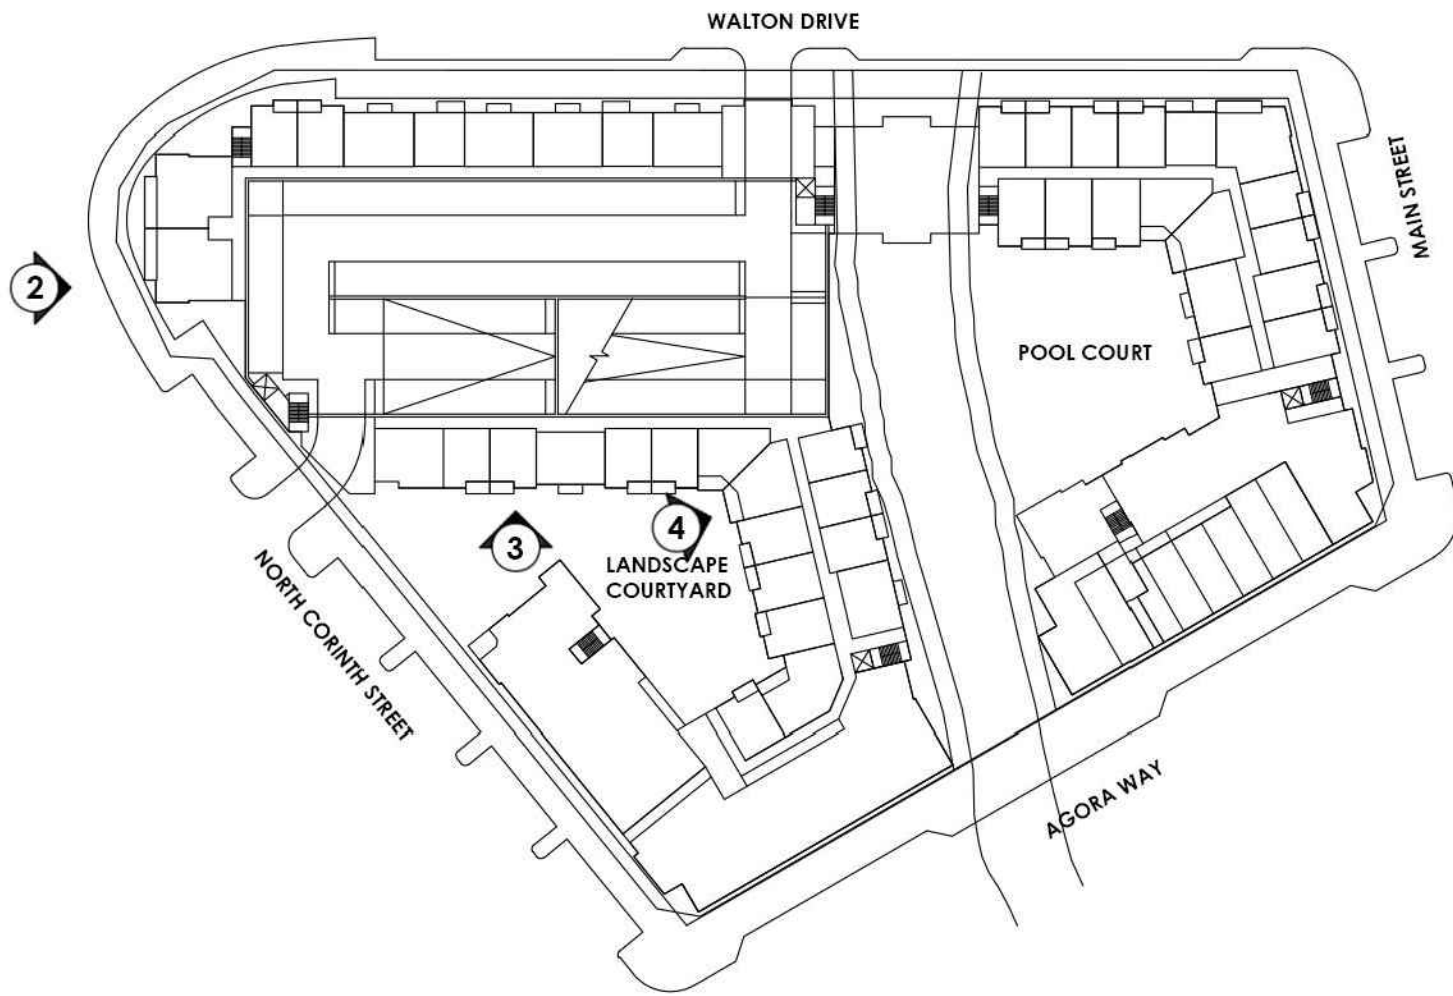 WALTON DRIVE
MAIN STREET
2
POOL COURT
3
4
LANDSCAPE
COURTYARD
NORTH CORINTH STREET
AGORA WAY